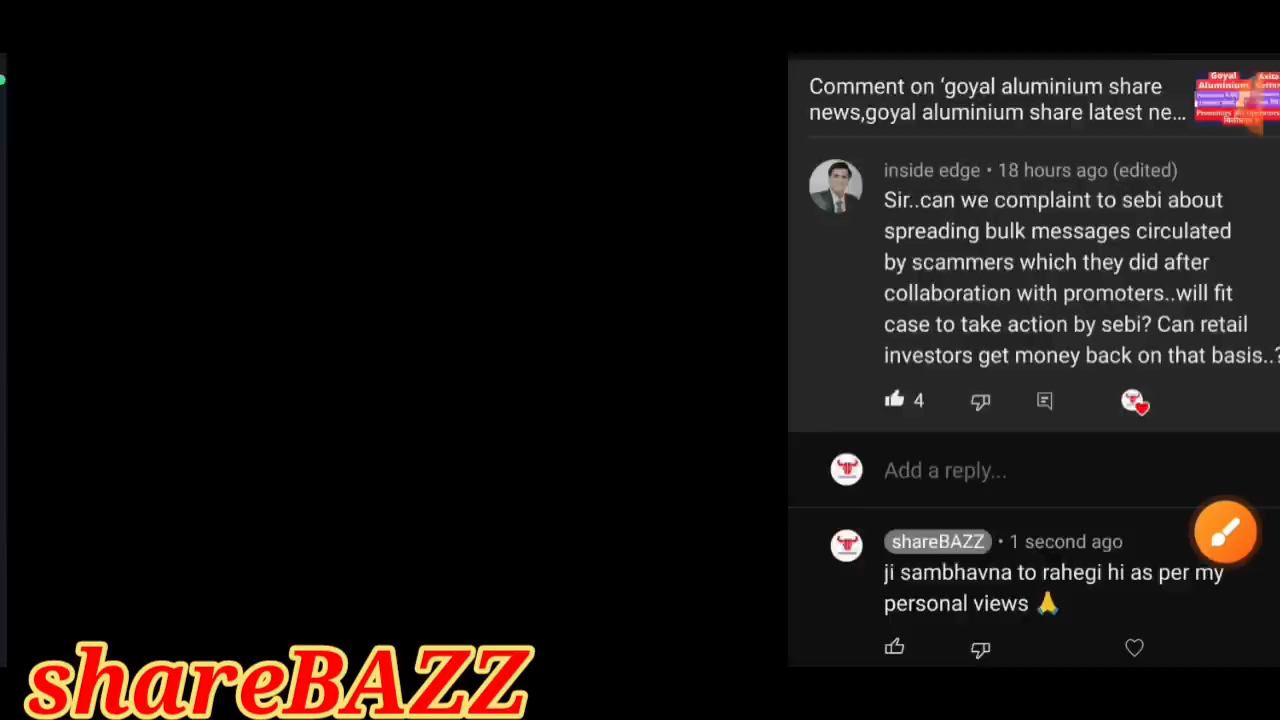 Comment on ‘goyal aluminium share
news,goyal aluminium share latest ne...
Goyal
Aluminium
inside edge • 18 hours ago (edited)
Sir..can we complaint to sebi about
spreading bulk messages circulated
by scammers which they did after
collaboration with promoters..will fit
case to take action by sebi? Can retail
investors get money back on that basis..?
4
Add a reply...
shareBAZZ • 1 second ago
ji sambhavna to rahegi hi as per my
personal views 🙏
shareBAZZ